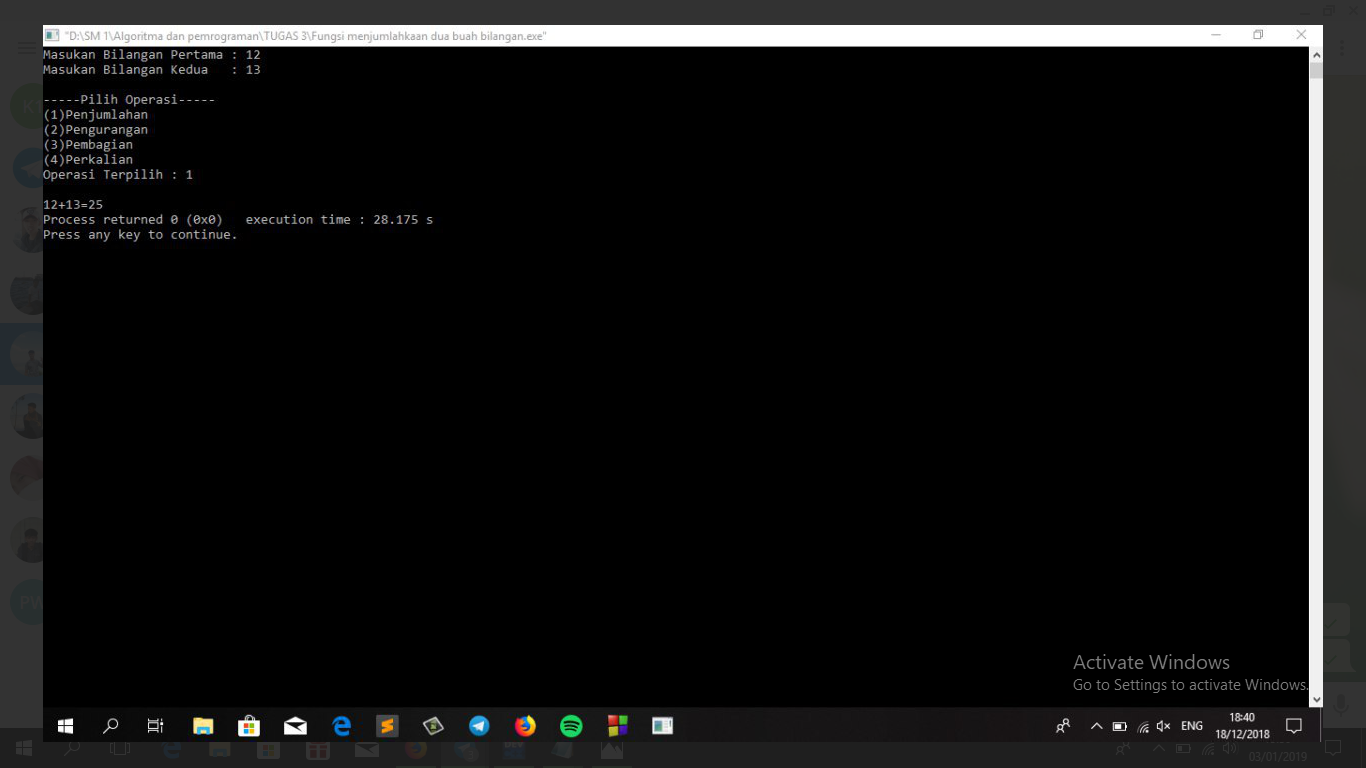 "D:\SM 1\Algoritma dan pemrograman\TUGAS 3\Fungsi menjumlahkaan dua buah bilangan.exe"
Masukan Bilangan Pertama : 12
Masukan Bilangan Kedua   : 13
-----Pilih Operasi-----
(1)Penjumlahan
(2)Pengurangan
(3)Pembagian
(4)Perkalian
Operasi Terpilih : 1
12+13=25
Process returned 0 (0x0)   execution time : 28.175 s
Press any key to continue.
Activate Windows
Go to Settings to activate Windows.
ENG
18:40
18/12/2018
03/01/2019